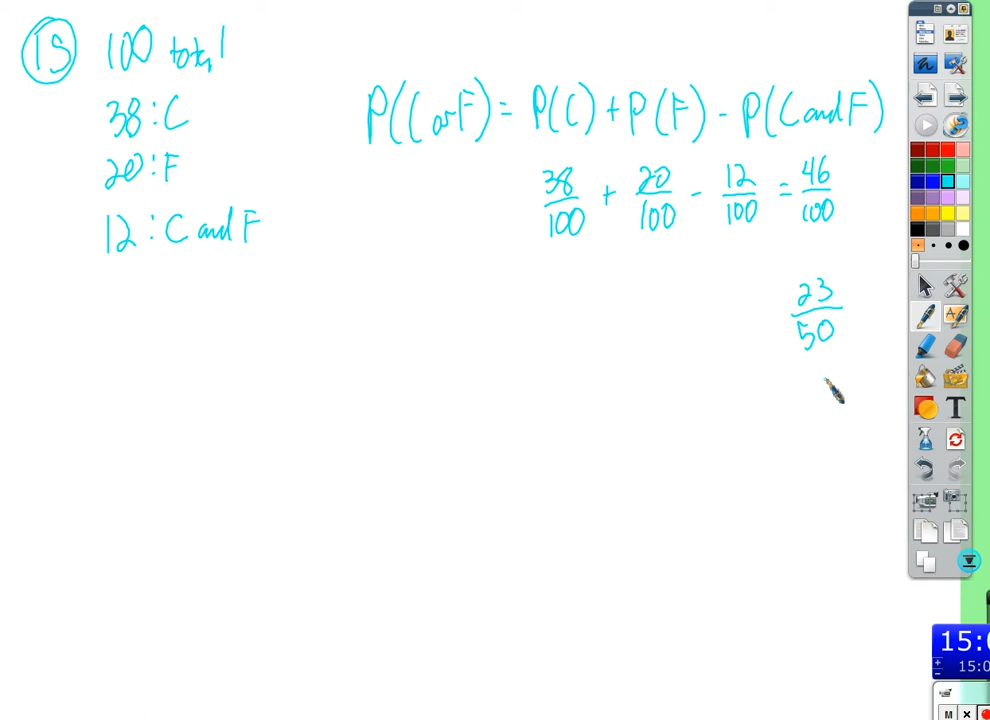 15 100 total
38 : C
20 : F
12 : C and F
P((C or F) = P(C) + P(F) - P(C and F)
38/100 + 20/100 - 12/100 = 46/100
23/50
A
T
15:0
15:0
M X